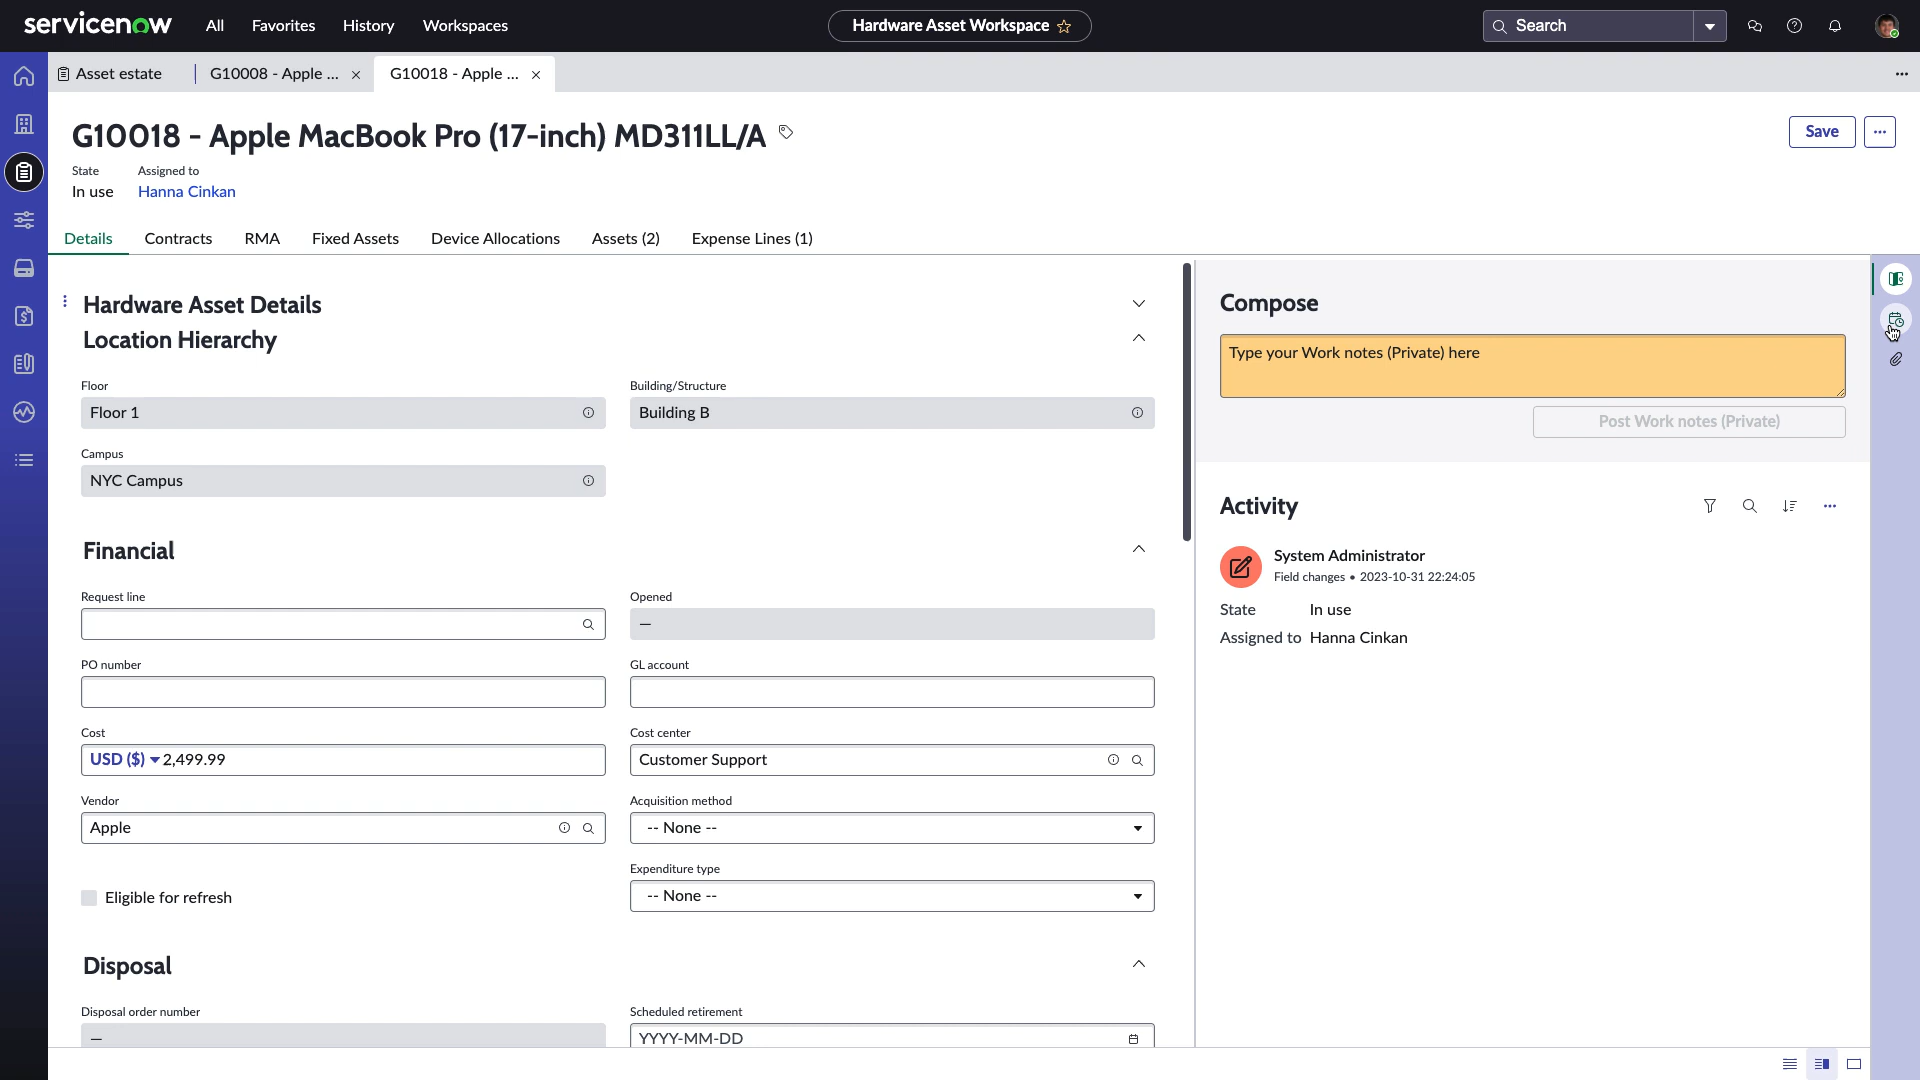 servicenow
All
Favorites
History
Workspaces
Hardware Asset Workspace
Search
Asset estate
G10008 - Apple ...
G10018 - Apple ...
G10018 - Apple MacBook Pro (17-inch) MD311LL/A
Save
State
Assigned to
In use
Hanna Cinkan
Details
Contracts
RMA
Fixed Assets
Device Allocations
Assets (2)
Expense Lines (1)
Hardware Asset Details
Location Hierarchy
Floor
Building/Structure
Floor 1
Building B
Campus
NYC Campus
Financial
Request line
Opened
—
PO number
GL account
Cost
Cost center
USD ($) 2,499.99
Customer Support
Vendor
Acquisition method
Apple
-- None --
Expenditure type
Eligible for refresh
-- None --
Disposal
Disposal order number
Scheduled retirement
—
YYYY-MM-DD
Compose
Type your Work notes (Private) here
Post Work notes (Private)
Activity
System Administrator
Field changes • 2023-10-31 22:24:05
State In use
Assigned to Hanna Cinkan